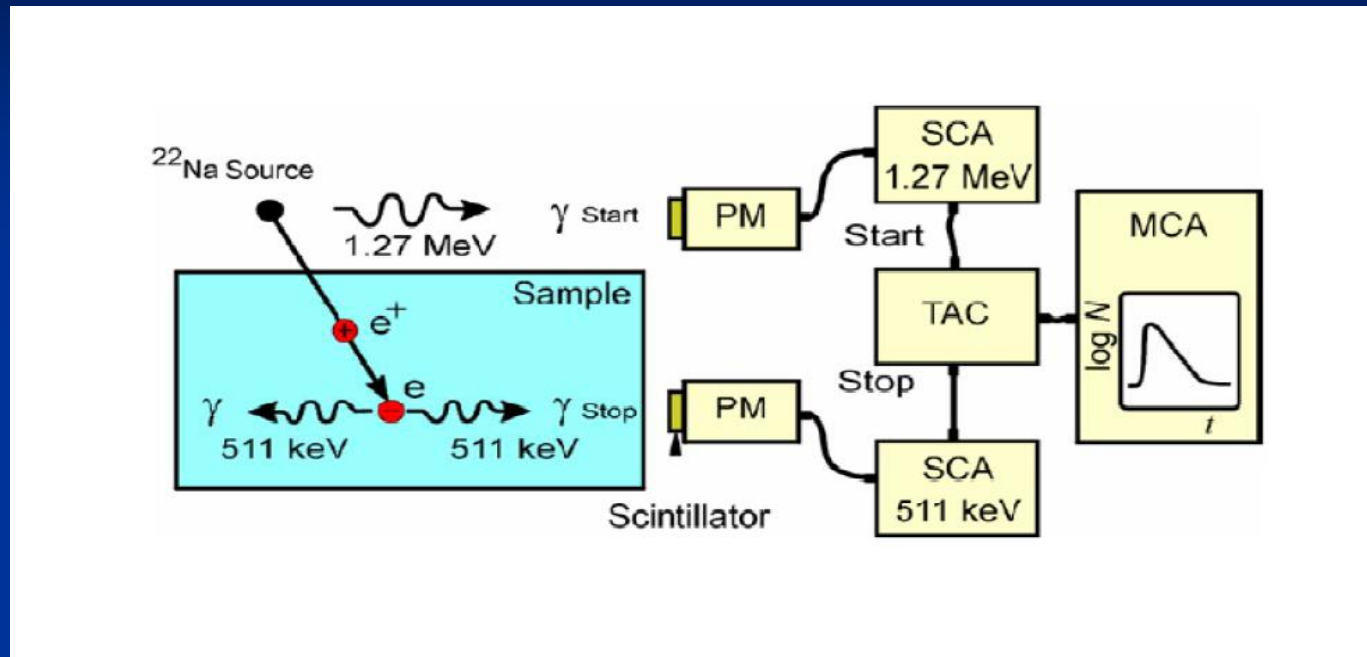 ²²Na Source
1.27 MeV
γ Start
Sample
+ e⁺
e
−
γ
511 keV
511 keV
γ Stop
PM
PM
Scintillator
SCA
1.27 MeV
Start
TAC
Stop
SCA
511 keV
MCA
log N
t